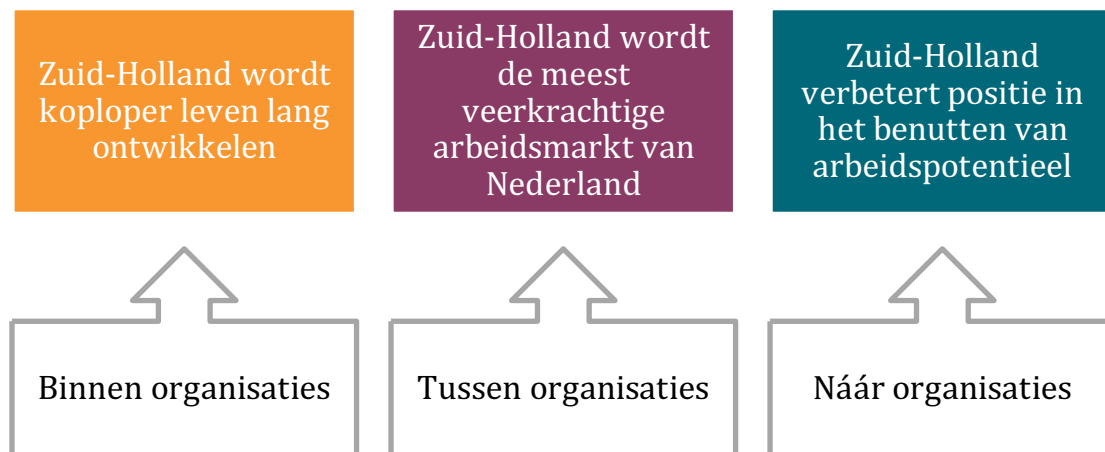 Zuid-Holland wordt
koploper leven lang
ontwikkelen
Zuid-Holland wordt
de meest
veerkrachtige
arbeidsmarkt van
Nederland
Zuid-Holland
verbetert positie in
het benutten van
arbeidspotentieel
Binnen organisaties
Tussen organisaties
Náár organisaties